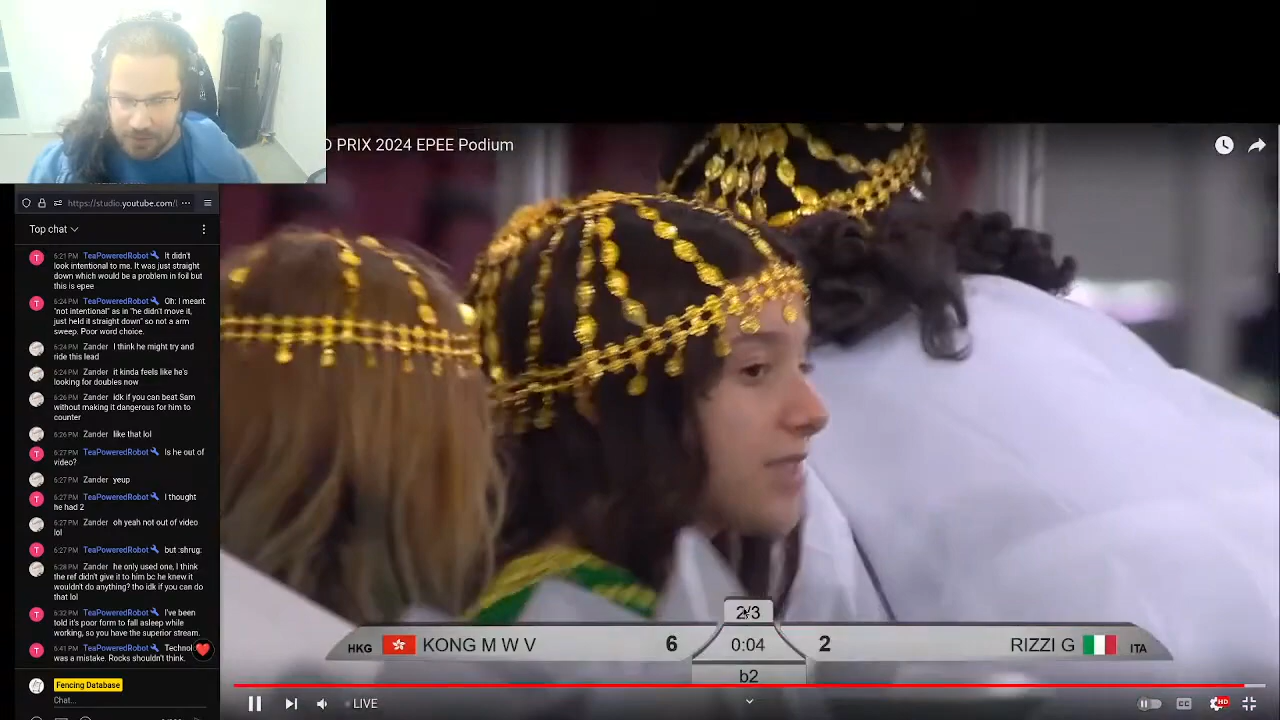 O PRIX 2024 EPEE Podium
https://studio.youtube.com/l
Top chat
TeaPoweredRobot It didn't
look intentional to me. It was just straight
down which would be a problem in foil but
this is epee
TeaPoweredRobot Oh: I meant
"not intentional" as in "he didn't move it,
just held it straight down" so not a arm
sweep. Poor word choice.
6:21 PM
6:24 PM
6:24 PM Zander I think he might try and
ride this lead
6:24 PM Zander it kinda feels like he's
looking for doubles now
6:26 PM Zander idk if you can beat Sam
without making it dangerous for him to
counter
6:26 PM Zander like that lol
6:27 PM TeaPoweredRobot Is he out of
video?
6:27 PM Zander yeup
6:27 PM TeaPoweredRobot I thought
he had 2
6:27 PM Zander oh yeah not out of video
lol
6:27 PM TeaPoweredRobot but :shrug:
6:28 PM Zander he only used one, I think
the ref didn't give it to him bc he knew it
wouldn't do anything? tho idk if you can do
that lol
6:32 PM TeaPoweredRobot I've been
told it's poor form to fall asleep while
working, so you have the superior stream.
6:41 PM TeaPoweredRobot Technol
was a mistake. Rocks shouldn't think.
Fencing Database
Chat...
2/3
HKG KONG M W V 6 0:04 2 RIZZI G ITA
b2
LIVE
CC
HD